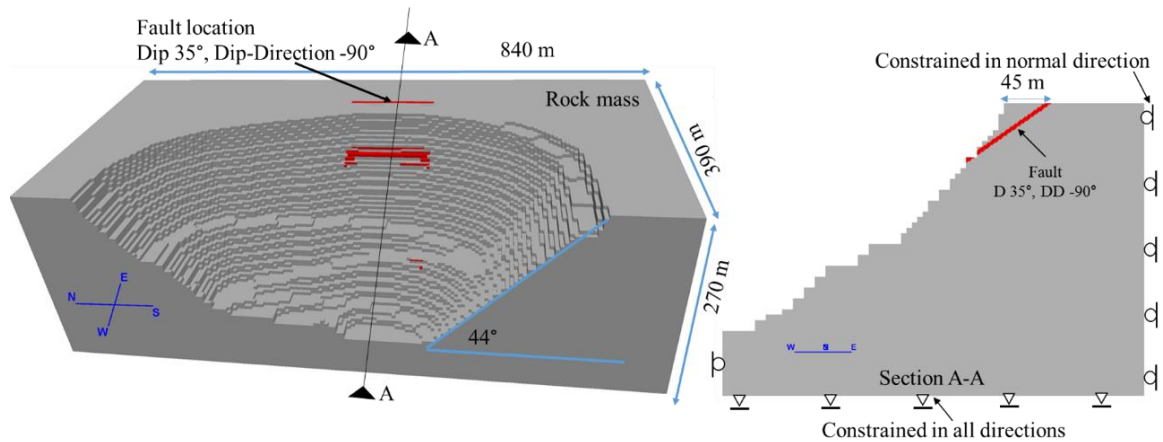 Fault location
Dip 35°, Dip-Direction -90°
A
840 m
Rock mass
390 m
270 m
N
E
S
W
44°
A
Constrained in normal direction
45 m
Fault
D 35°, DD -90°
W
E
Section A-A
Constrained in all directions